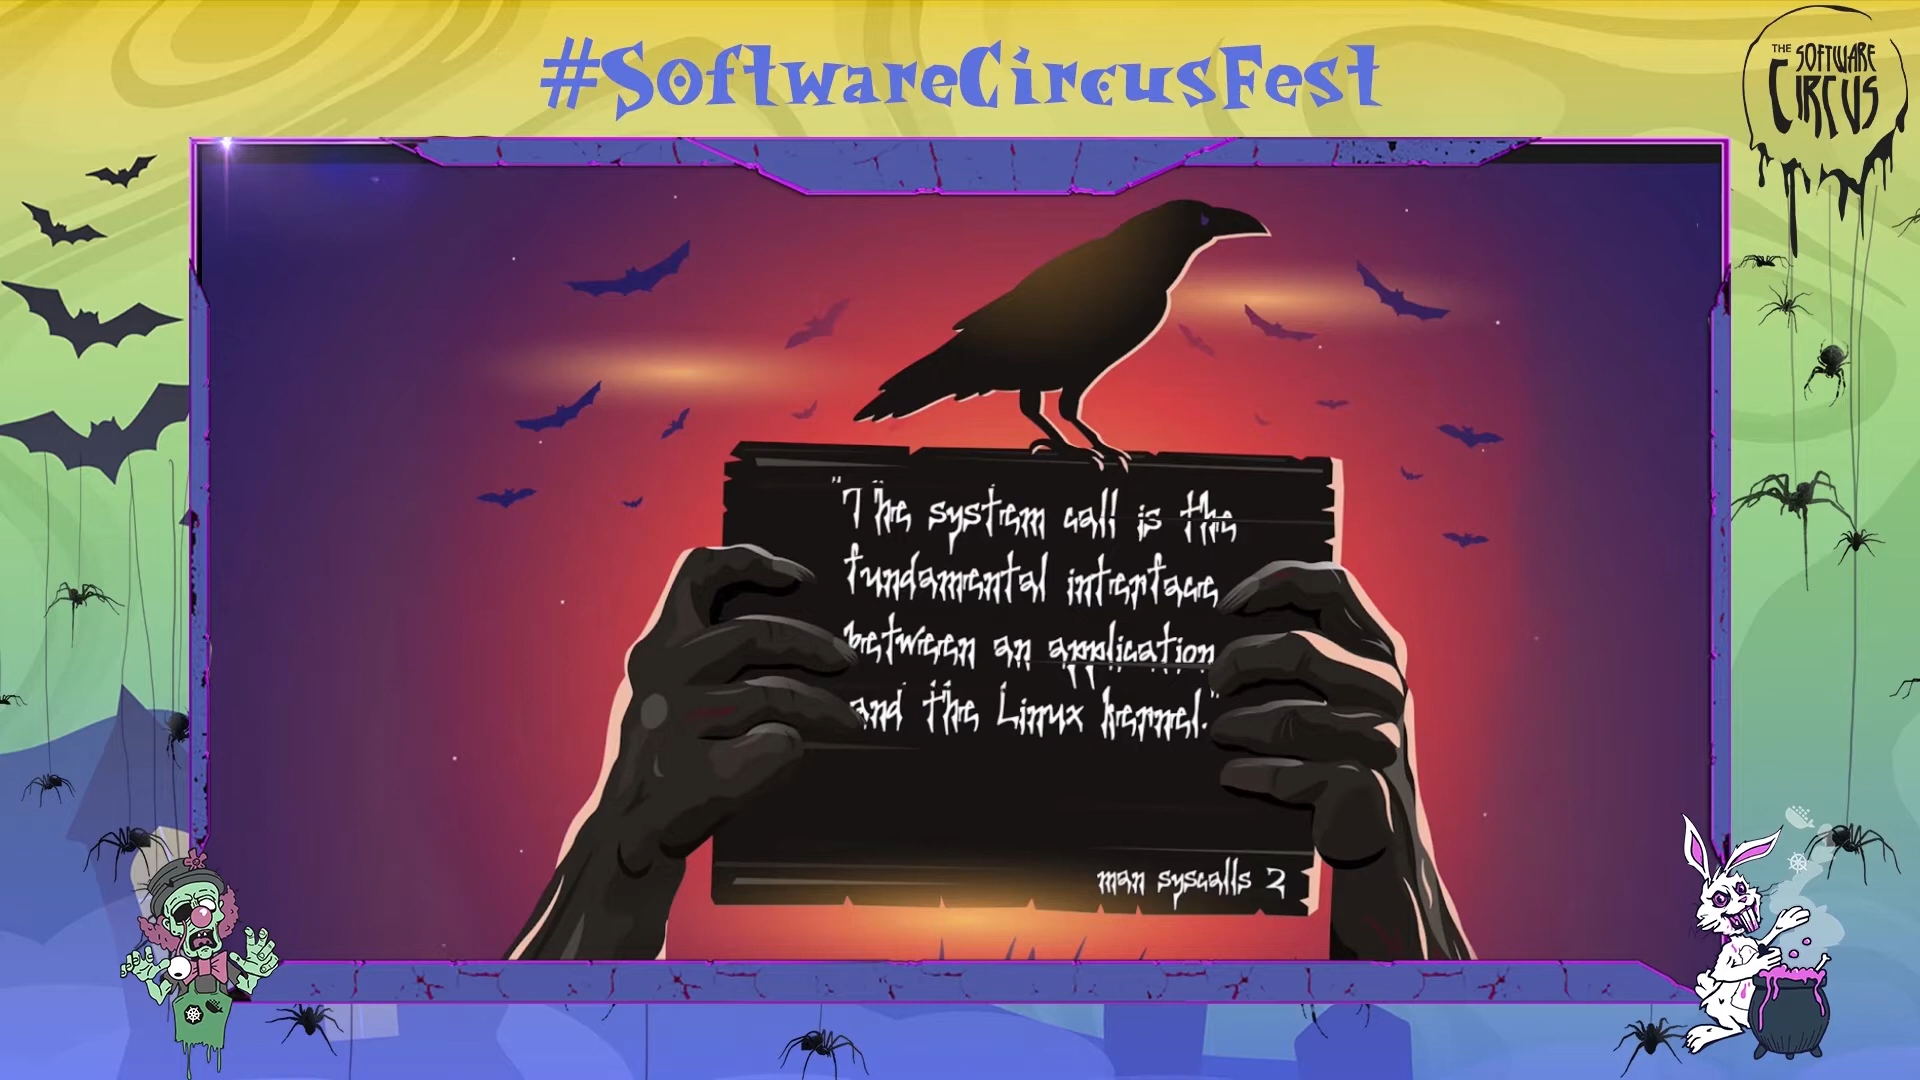 #SoftwareCircusFest
THE SOFTWARE
CIRCUS
"The system call is the
fundamental interface
between an application
and the Linux kernel."
man syscalls 2